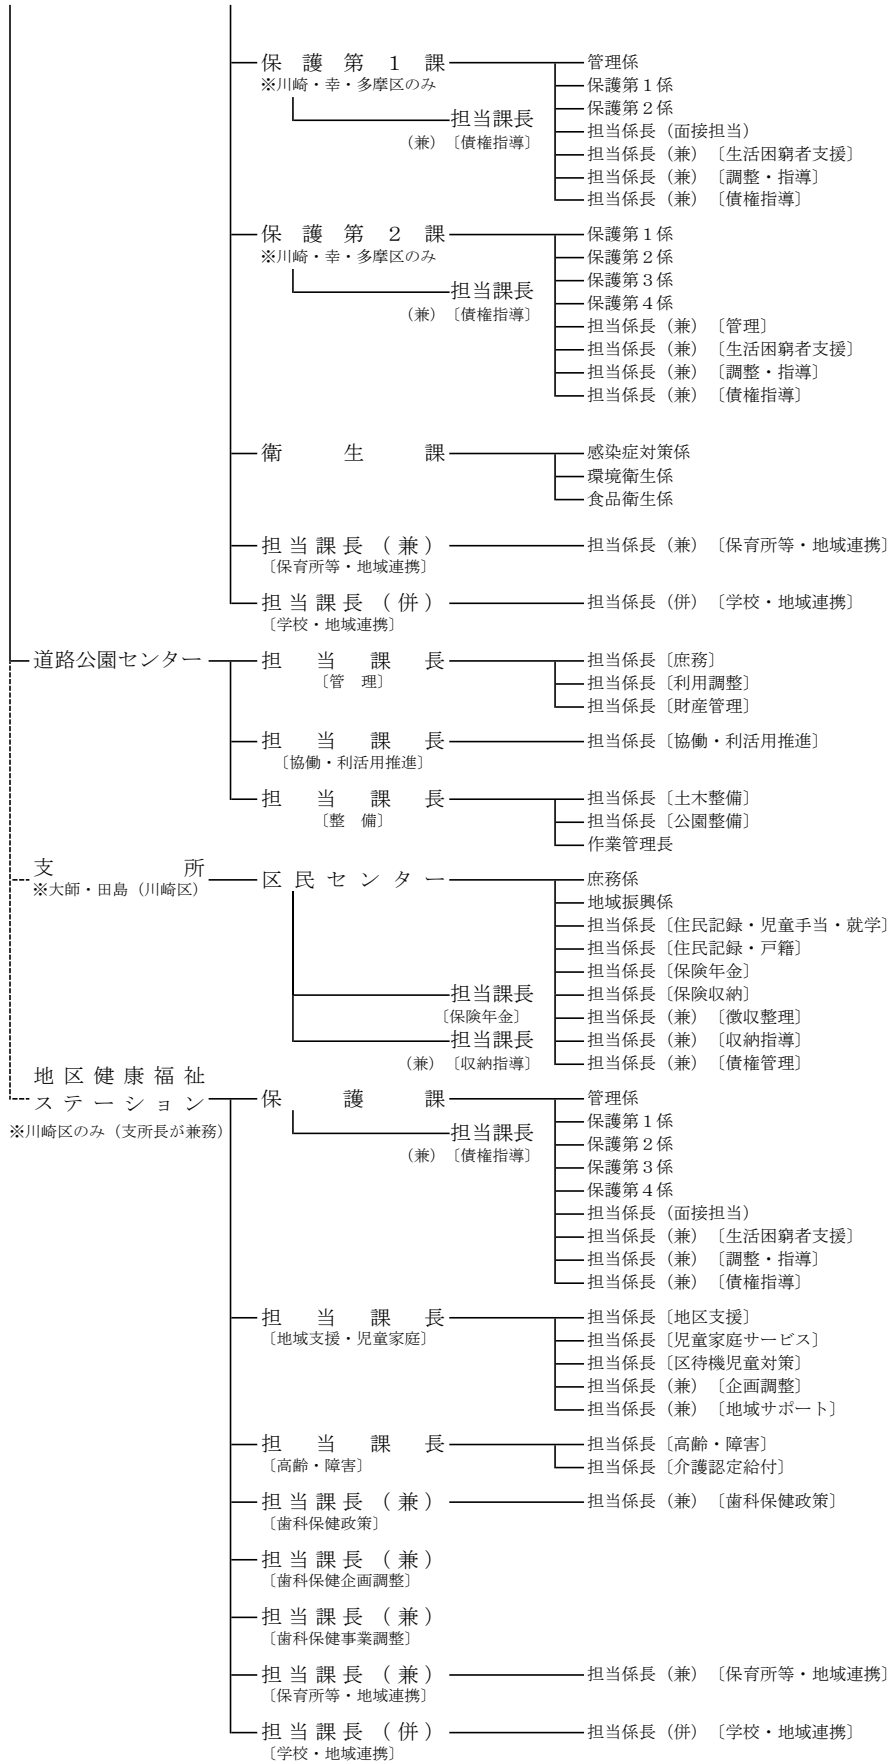 保護第１課
※川崎・幸・多摩区のみ
担当課長
（兼）〔債権指導〕
管理係
保護第１係
保護第２係
担当係長（面接担当）
担当係長（兼）〔生活困窮者支援〕
担当係長（兼）〔調整・指導〕
担当係長（兼）〔債権指導〕
保護第２課
※川崎・幸・多摩区のみ
担当課長
（兼）〔債権指導〕
保護第１係
保護第２係
保護第３係
保護第４係
担当係長（兼）〔管理〕
担当係長（兼）〔生活困窮者支援〕
担当係長（兼）〔調整・指導〕
担当係長（兼）〔債権指導〕
衛生課
感染症対策係
環境衛生係
食品衛生係
担当課長（兼）
〔保育所等・地域連携〕
担当係長（兼）〔保育所等・地域連携〕
担当課長（併）
〔学校・地域連携〕
担当係長（併）〔学校・地域連携〕
道路公園センター
担当課長
〔管　理〕
担当係長〔庶務〕
担当係長〔利用調整〕
担当係長〔財産管理〕
担当課長
〔協働・利活用推進〕
担当係長〔協働・利活用推進〕
担当課長
〔整　備〕
担当係長〔土木整備〕
担当係長〔公園整備〕
作業管理長
支所
※大師・田島（川崎区）
区民センター
担当課長
〔保険年金〕
担当課長
（兼）〔収納指導〕
庶務係
地域振興係
担当係長〔住民記録・児童手当・就学〕
担当係長〔住民記録・戸籍〕
担当係長〔保険年金〕
担当係長〔保険収納〕
担当係長（兼）〔徴収整理〕
担当係長（兼）〔収納指導〕
担当係長（兼）〔債権管理〕
地区健康福祉
ステーション
※川崎区のみ（支所長が兼務）
保護課
担当課長
（兼）〔債権指導〕
管理係
保護第１係
保護第２係
保護第３係
保護第４係
担当係長（面接担当）
担当係長（兼）〔生活困窮者支援〕
担当係長（兼）〔調整・指導〕
担当係長（兼）〔債権指導〕
担当課長
〔地域支援・児童家庭〕
担当係長〔地区支援〕
担当係長〔児童家庭サービス〕
担当係長〔区待機児童対策〕
担当係長（兼）〔企画調整〕
担当係長（兼）〔地域サポート〕
担当課長
〔高齢・障害〕
担当係長〔高齢・障害〕
担当係長〔介護認定給付〕
担当課長（兼）
〔歯科保健政策〕
担当係長（兼）〔歯科保健政策〕
担当課長（兼）
〔歯科保健企画調整〕
担当課長（兼）
〔歯科保健事業調整〕
担当課長（兼）
〔保育所等・地域連携〕
担当係長（兼）〔保育所等・地域連携〕
担当課長（併）
〔学校・地域連携〕
担当係長（併）〔学校・地域連携〕